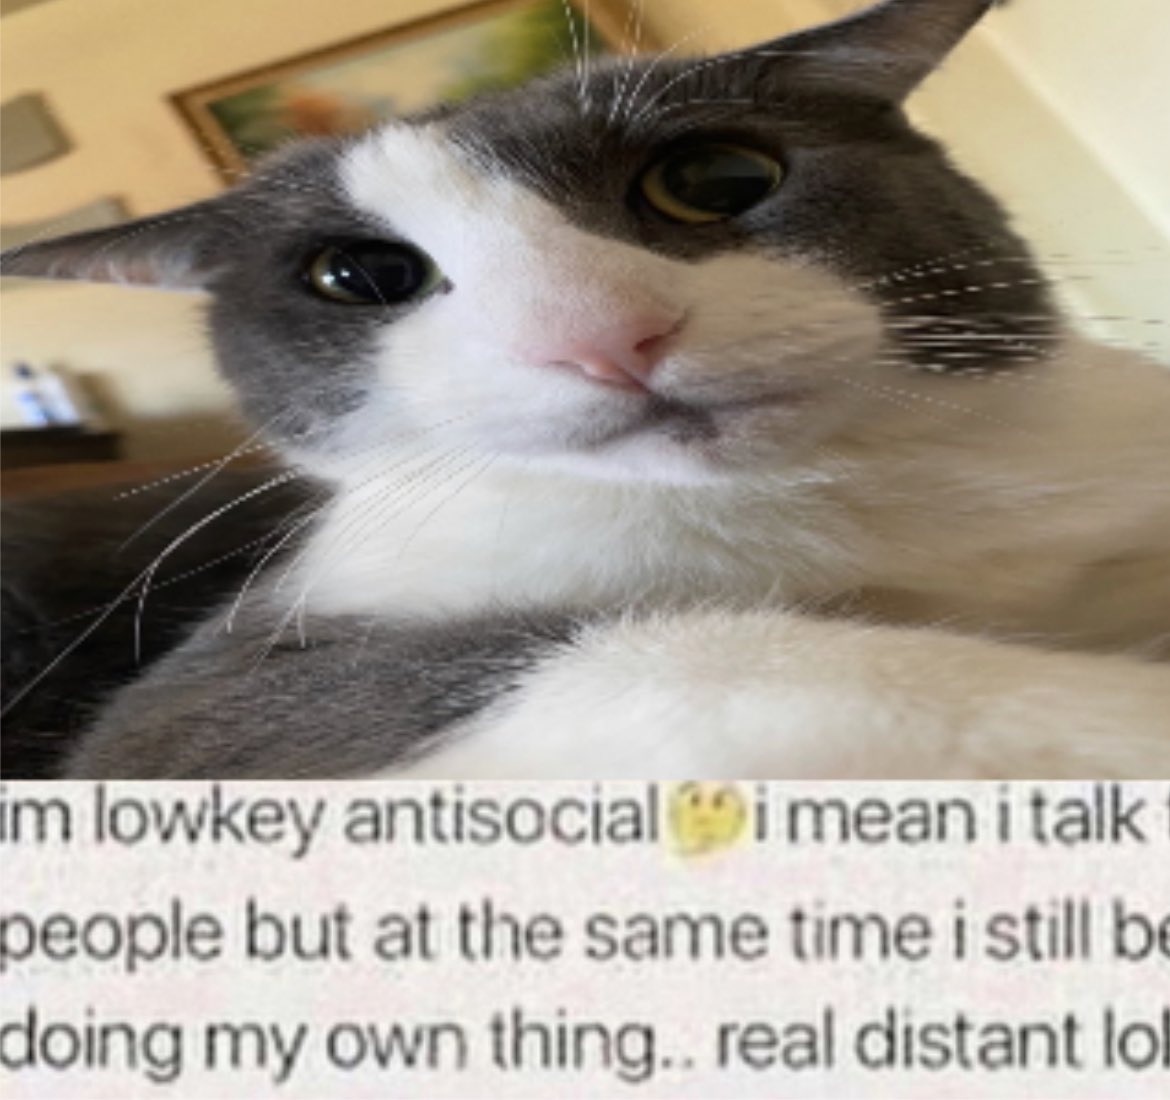 im lowkey antisocial🤔i mean i talk
people but at the same time i still be
doing my own thing.. real distant lol